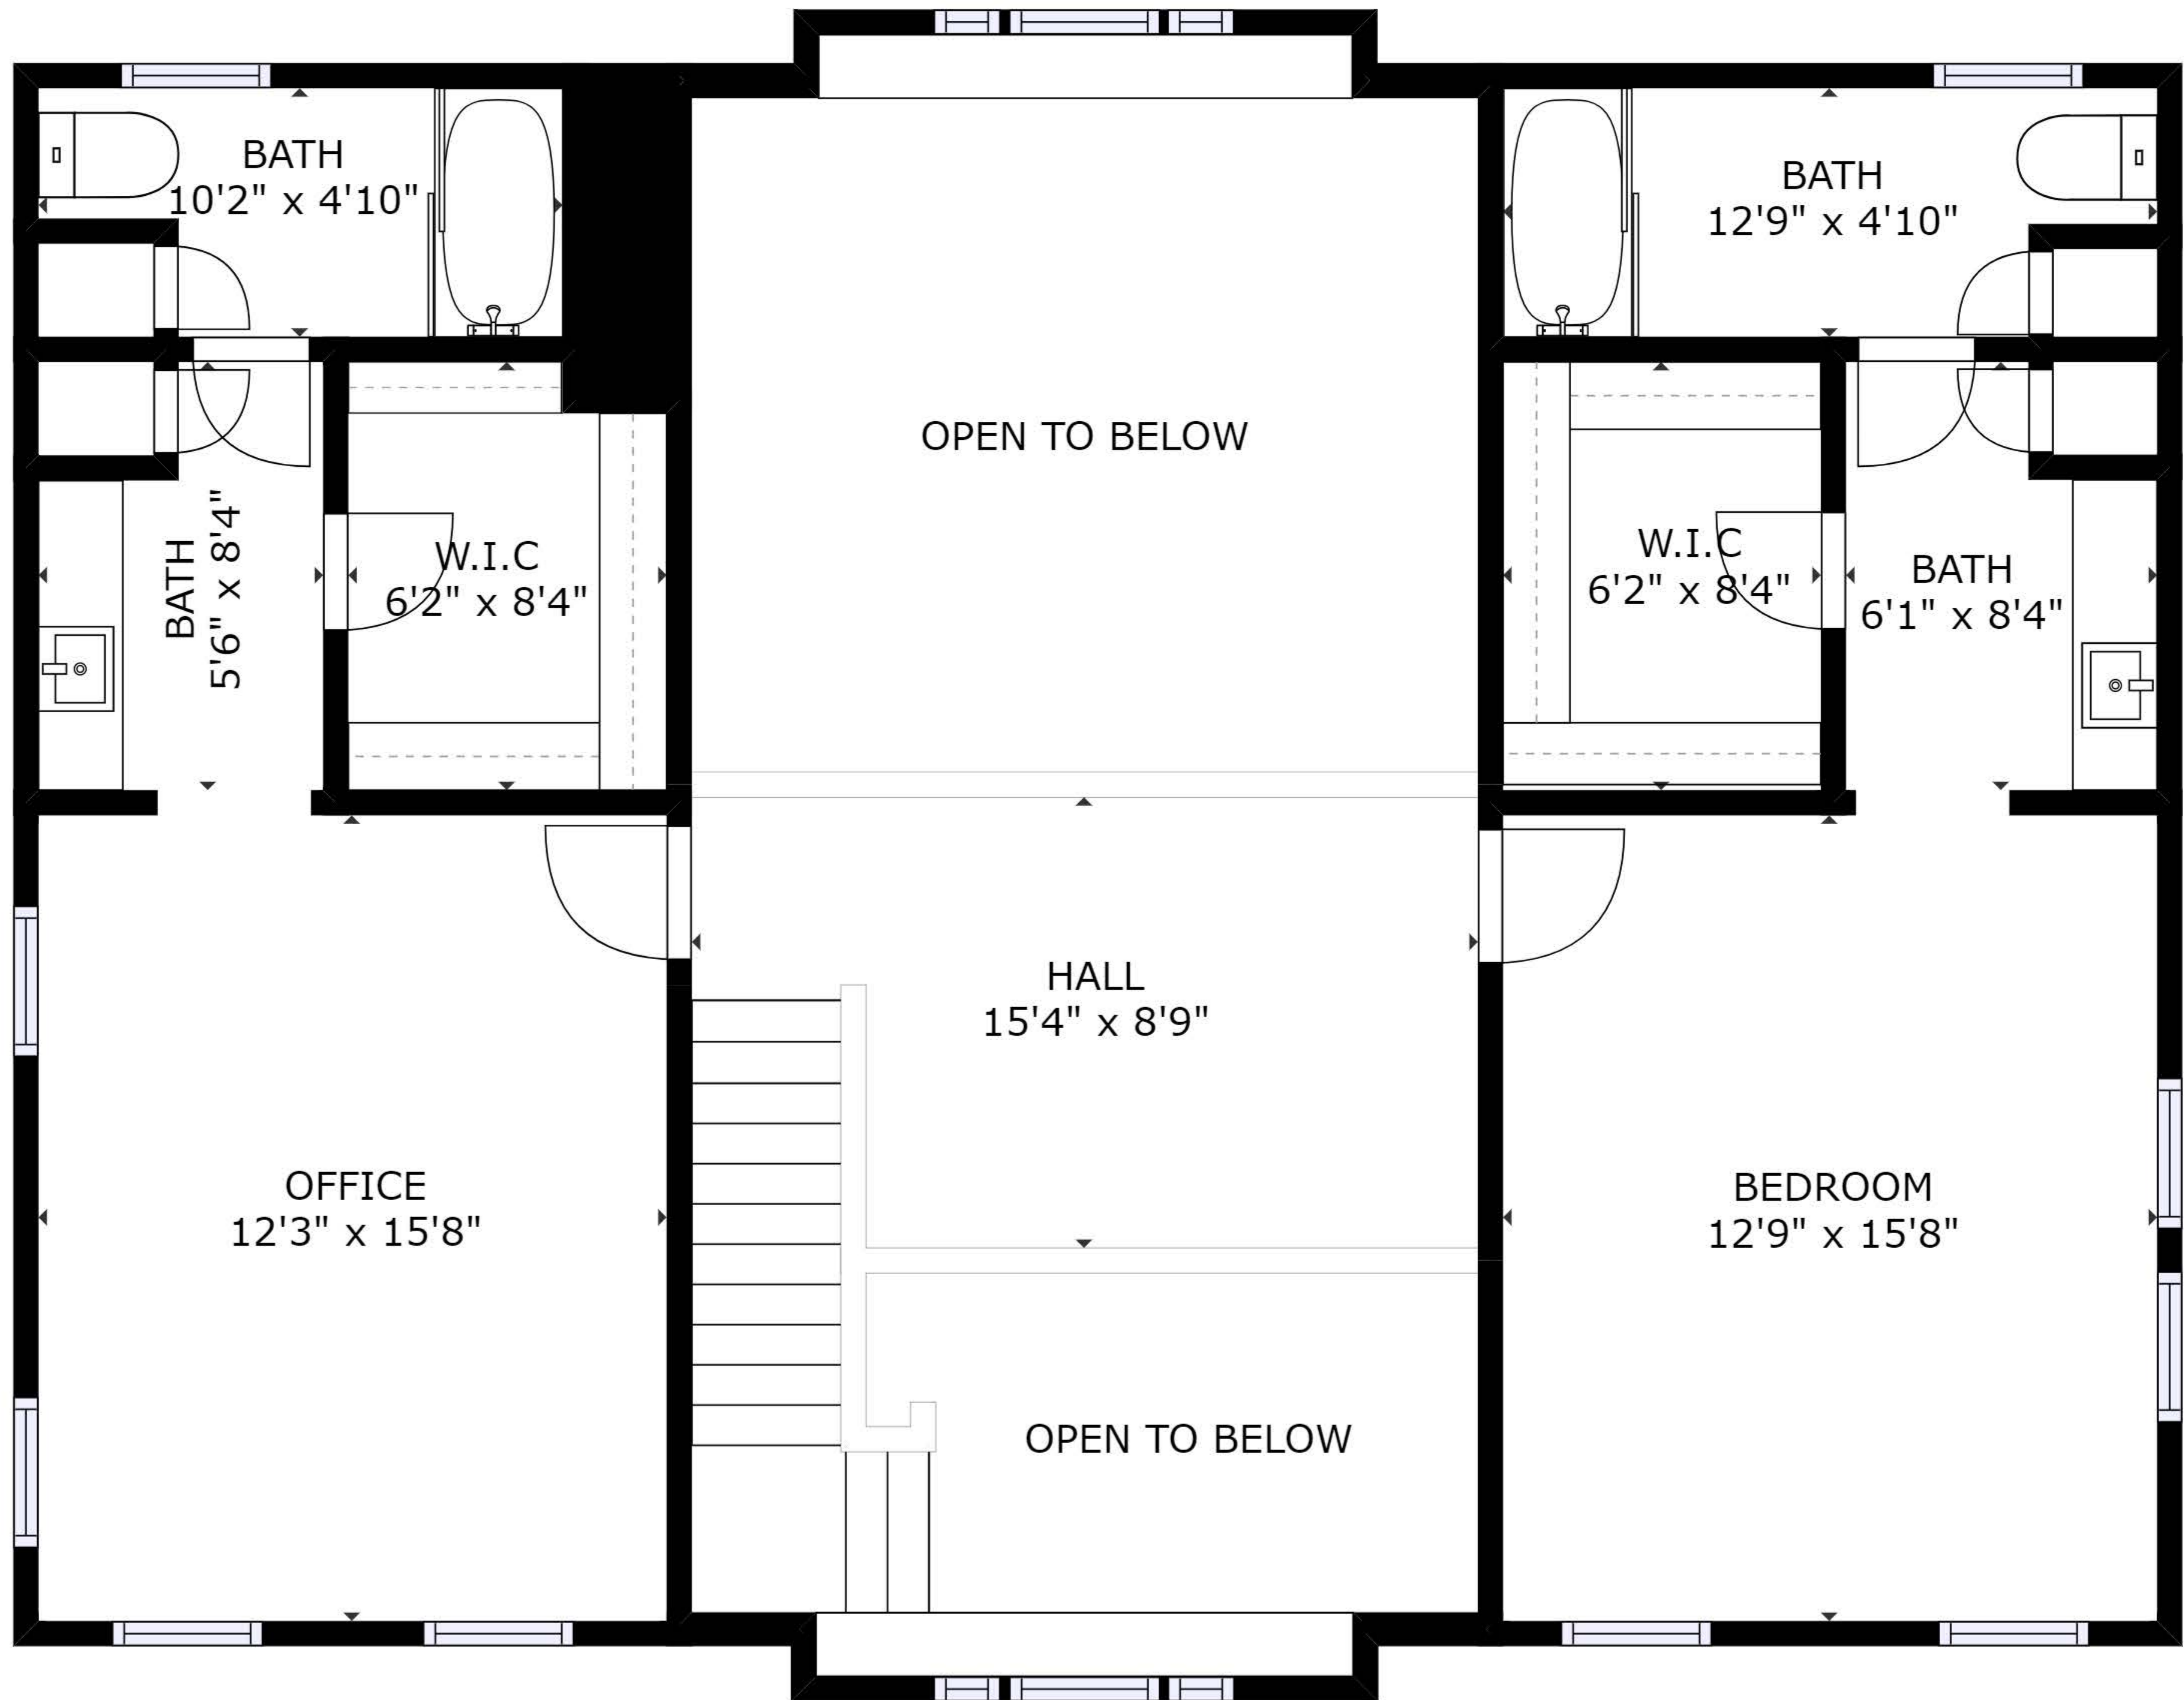 BATH
10'2" x 4'10"
BATH
12'9" x 4'10"
OPEN TO BELOW
BATH
5'6" x 8'4"
W.I.C
6'2" x 8'4"
W.I.C
6'2" x 8'4"
BATH
6'1" x 8'4"
HALL
15'4" x 8'9"
OFFICE
12'3" x 15'8"
BEDROOM
12'9" x 15'8"
OPEN TO BELOW